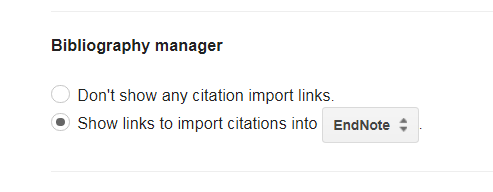 Bibliography manager
Don't show any citation import links.
Show links to import citations into EndNote .